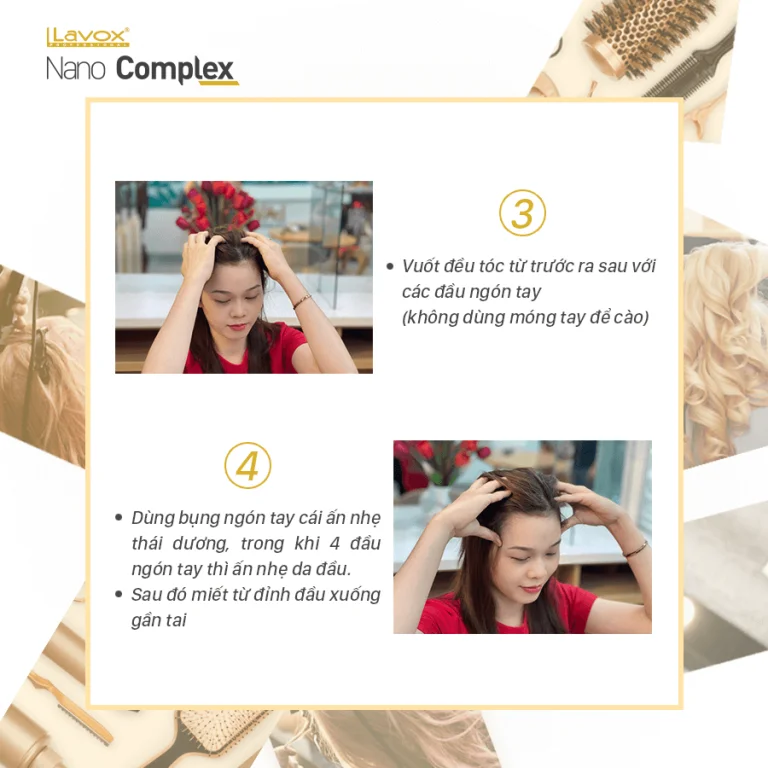 Lavox®
PROFESSIONAL
Nano Complex
3
Vuốt đều tóc từ trước ra sau với
các đầu ngón tay
(không dùng móng tay để cào)
4
Dùng bụng ngón tay cái ấn nhẹ
thái dương, trong khi 4 đầu
ngón tay thì ấn nhẹ da đầu.
Sau đó miết từ đỉnh đầu xuống
gần tai